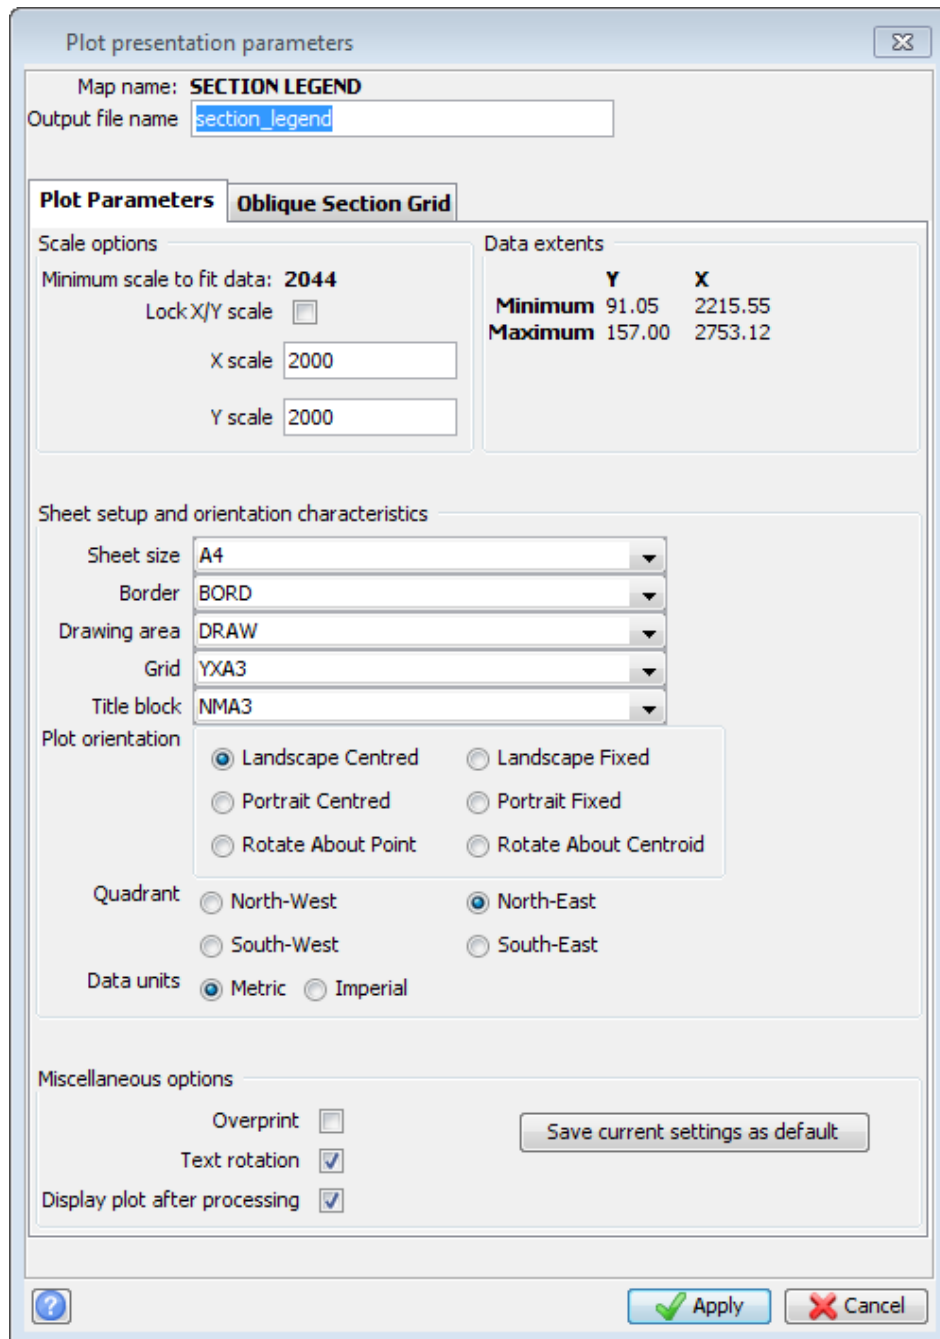 Plot presentation parameters
Map name: SECTION LEGEND
Output file name section_legend
Plot Parameters Oblique Section Grid
Scale options
Minimum scale to fit data: 2044
Lock X/Y scale
X scale 2000
Y scale 2000
Data extents
Y X
Minimum 91.05 2215.55
Maximum 157.00 2753.12
Sheet setup and orientation characteristics
Sheet size A4
Border BORD
Drawing area DRAW
Grid YXA3
Title block NMA3
Plot orientation
Landscape Centred Landscape Fixed
Portrait Centred Portrait Fixed
Rotate About Point Rotate About Centroid
Quadrant North-West North-East
South-West South-East
Data units Metric Imperial
Miscellaneous options
Overprint
Text rotation
Display plot after processing
Save current settings as default
? Apply Cancel